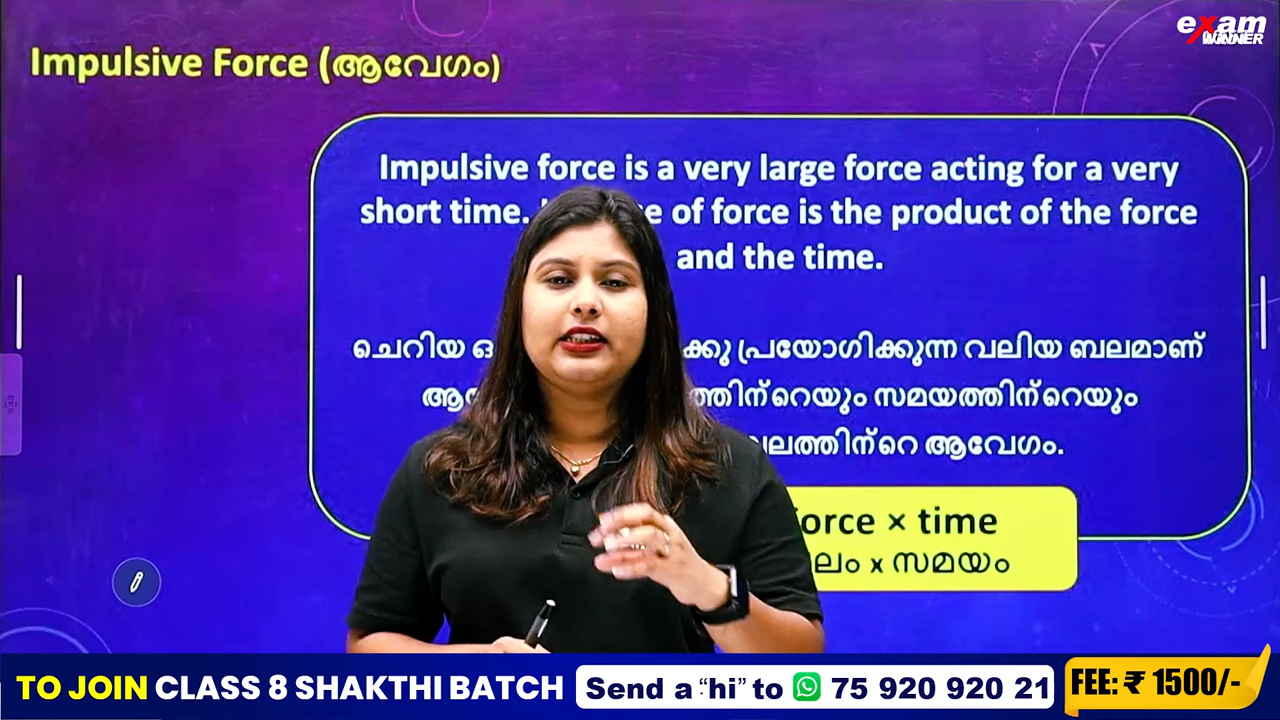 exam
WINNER
Impulsive Force (ആവേഗം)
Impulsive force is a very large force acting for a very
short time. of force is the product of the force
and the time.
ചെറിയ പ്രയോഗിക്കുന്ന വലിയ ബലമാണ്
സമയത്തിന്റെയും
ആവേഗം.
force × time
x സമയം
TO JOIN CLASS 8 SHAKTHI BATCH
Send a “hi” to 75 920 920 21
FEE: ₹ 1500/-